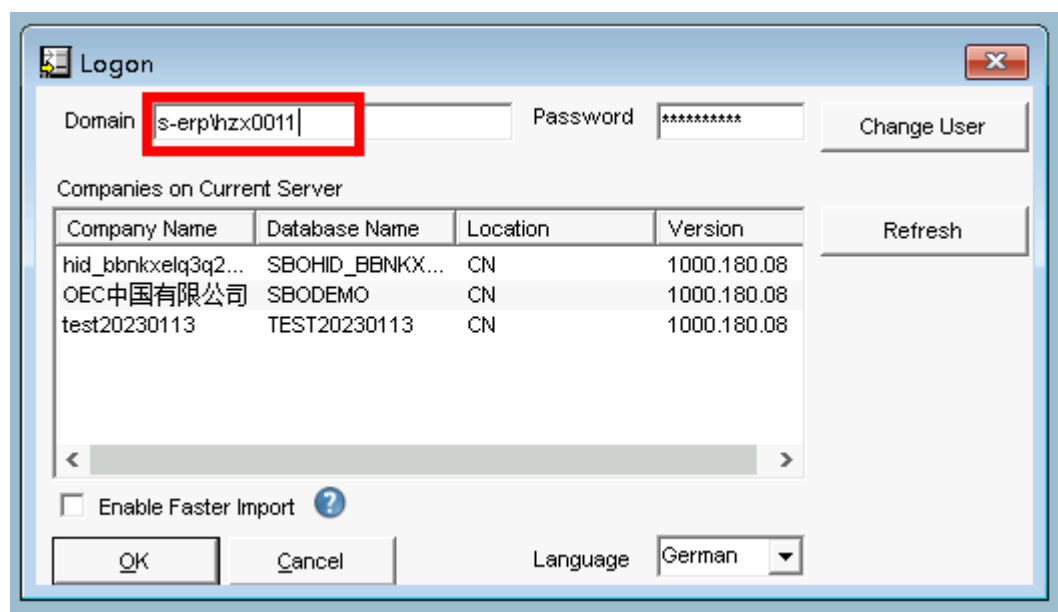 Logon
Domain s-erp\hzx0011 Password ********** Change User
Companies on Current Server
Company Name Database Name Location Version Refresh
hid_bbnkxelq3q2... SBOHID_BBNKX... CN 1000.180.08
OEC中国有限公司 SBODEMO CN 1000.180.08
test20230113 TEST20230113 CN 1000.180.08
Enable Faster Import ?
OK Cancel Language German